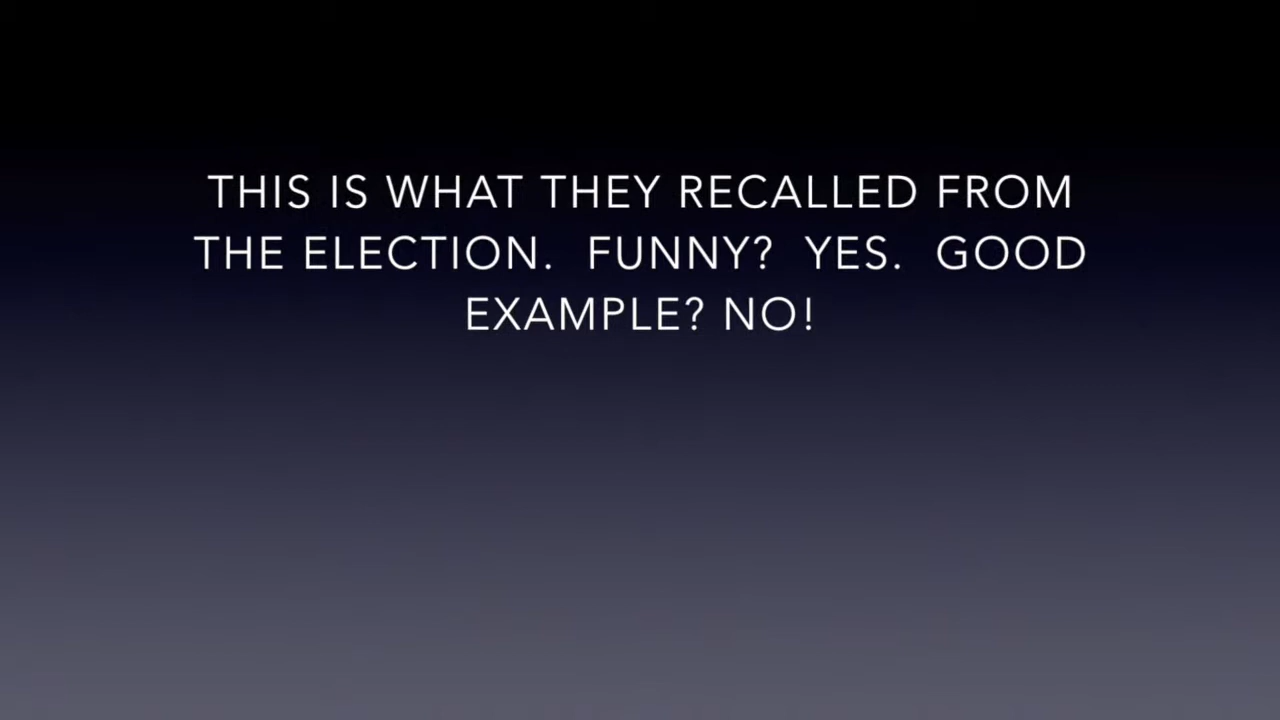 THIS IS WHAT THEY RECALLED FROM
THE ELECTION.  FUNNY?  YES.  GOOD
EXAMPLE? NO!